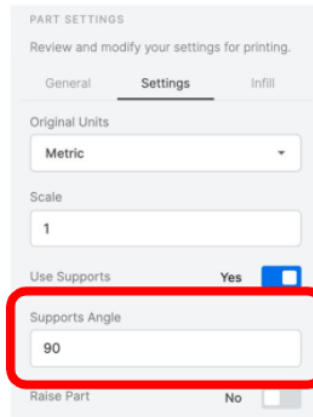 PART SETTINGS
Review and modify your settings for printing.
General Settings Infill
Original Units
Metric
Scale
1
Use Supports Yes
Supports Angle
90
Raise Part No